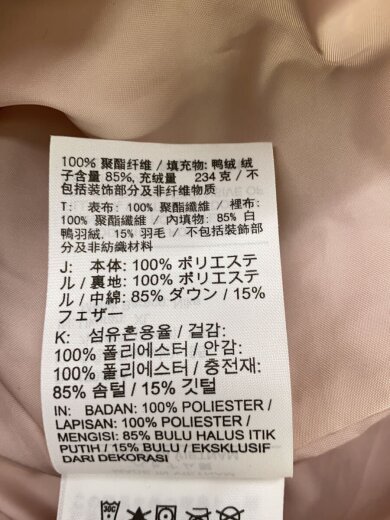 100% 聚酯纤维 / 填充物: 鸭绒 绒
子含量 85%, 充绒量 234 克 / 不
包括装饰部分及非纤维物质
T: 表布: 100% 聚酯纖維 / 裡布:
100% 聚酯纖維 / 內填物: 85% 白
鴨羽絨, 15% 羽毛 / 不包括裝飾部
分及非紡織材料
J: 本体: 100% ポリエステ
ル / 裏地: 100% ポリエステ
ル / 中綿: 85% ダウン / 15%
フェザー
K: 섬유혼용율 / 겉감:
100% 폴리에스터 / 안감:
100% 폴리에스터 / 충전재:
85% 솜털 / 15% 깃털
IN: BADAN: 100% POLIESTER /
LAPISAN: 100% POLIESTER /
MENGISI: 85% BULU HALUS ITIK
PUTIH / 15% BULU / EKSKLUSIF
DARI DEKORASI
30C